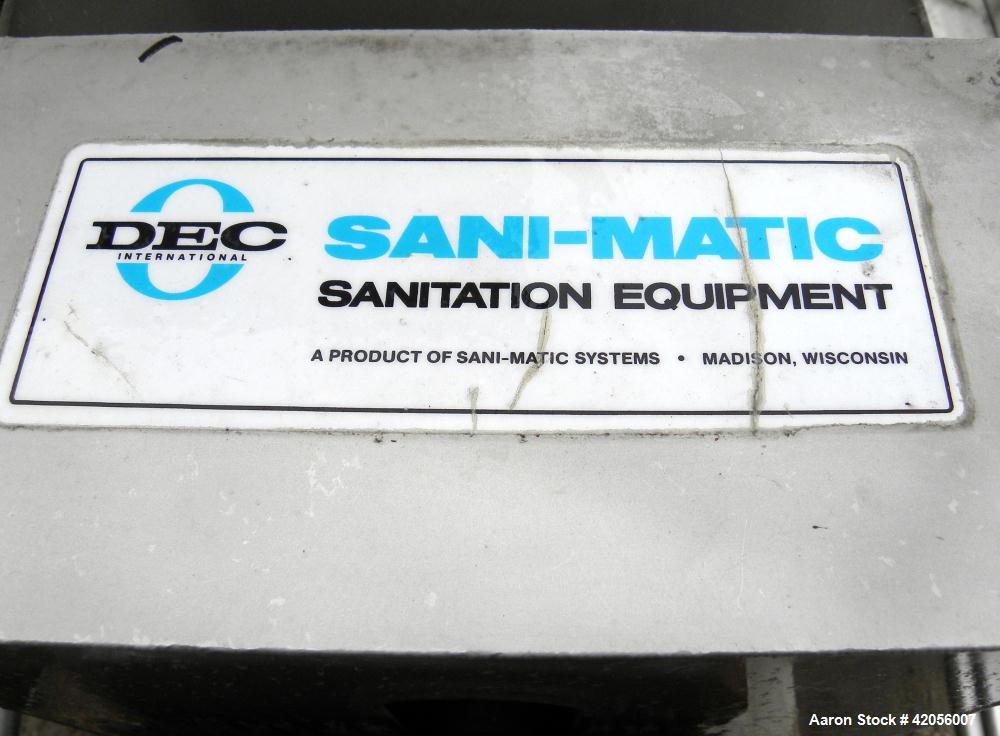 DEC
INTERNATIONAL
SANI-MATIC
SANITATION EQUIPMENT
A PRODUCT OF SANI-MATIC SYSTEMS • MADISON, WISCONSIN
Aaron Stock # 42056007